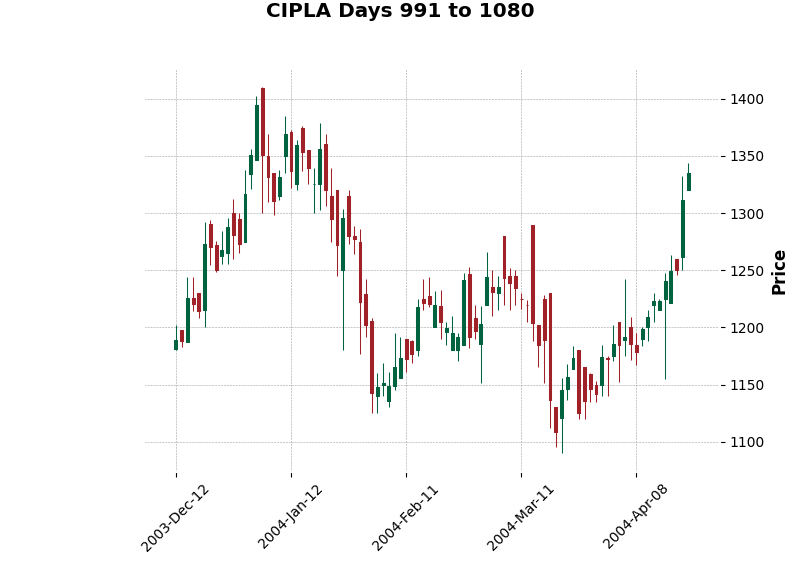 CIPLA Days 991 to 1080
1400
1350
1300
1250
1200
1150
1100
Price
2003-Dec-12
2004-Jan-12
2004-Feb-11
2004-Mar-11
2004-Apr-08